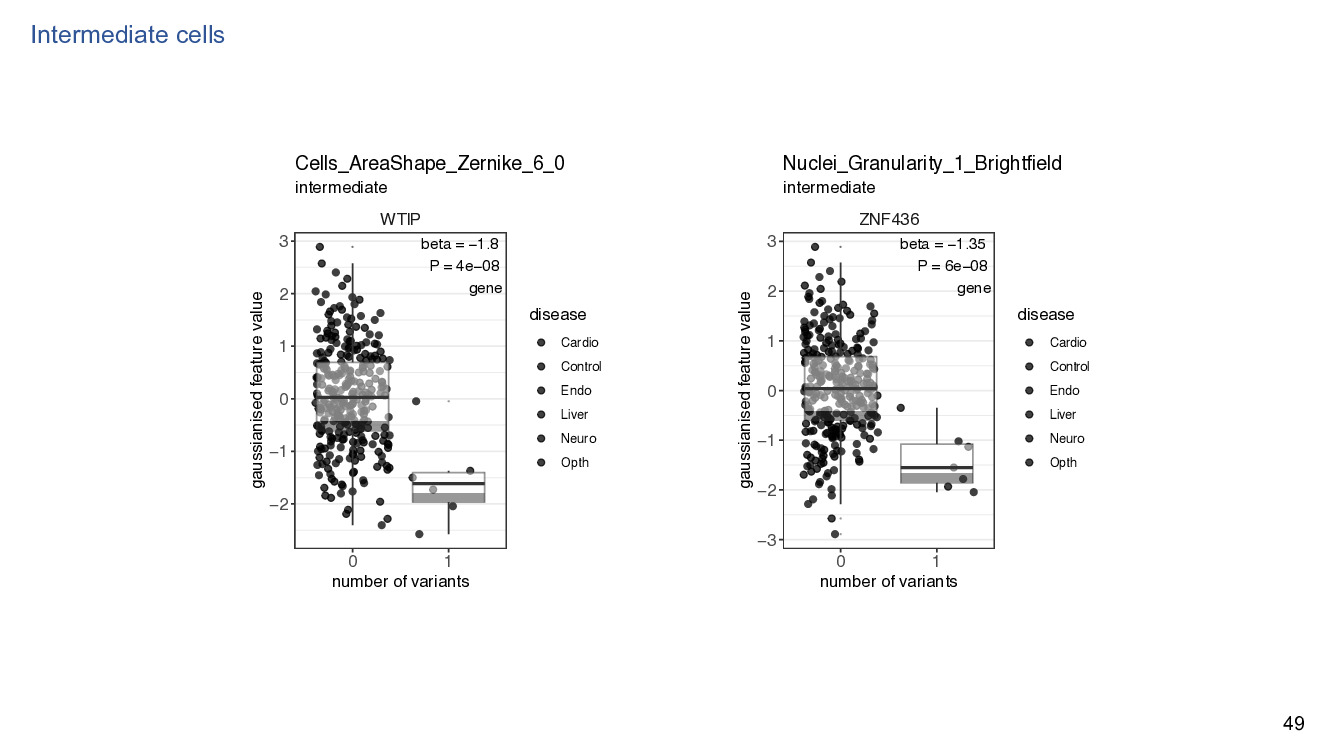 Intermediate cells
Cells_AreaShape_Zernike_6_0
intermediate
WTIP
beta = −1.8
P = 4e−08
gene
3
2
1
0
−1
−2
gaussianised feature value
0
1
number of variants
disease
Cardio
Control
Endo
Liver
Neuro
Opth
Nuclei_Granularity_1_Brightfield
intermediate
ZNF436
beta = −1.35
P = 6e−08
gene
3
2
1
0
−1
−2
−3
gaussianised feature value
0
1
number of variants
disease
Cardio
Control
Endo
Liver
Neuro
Opth
49